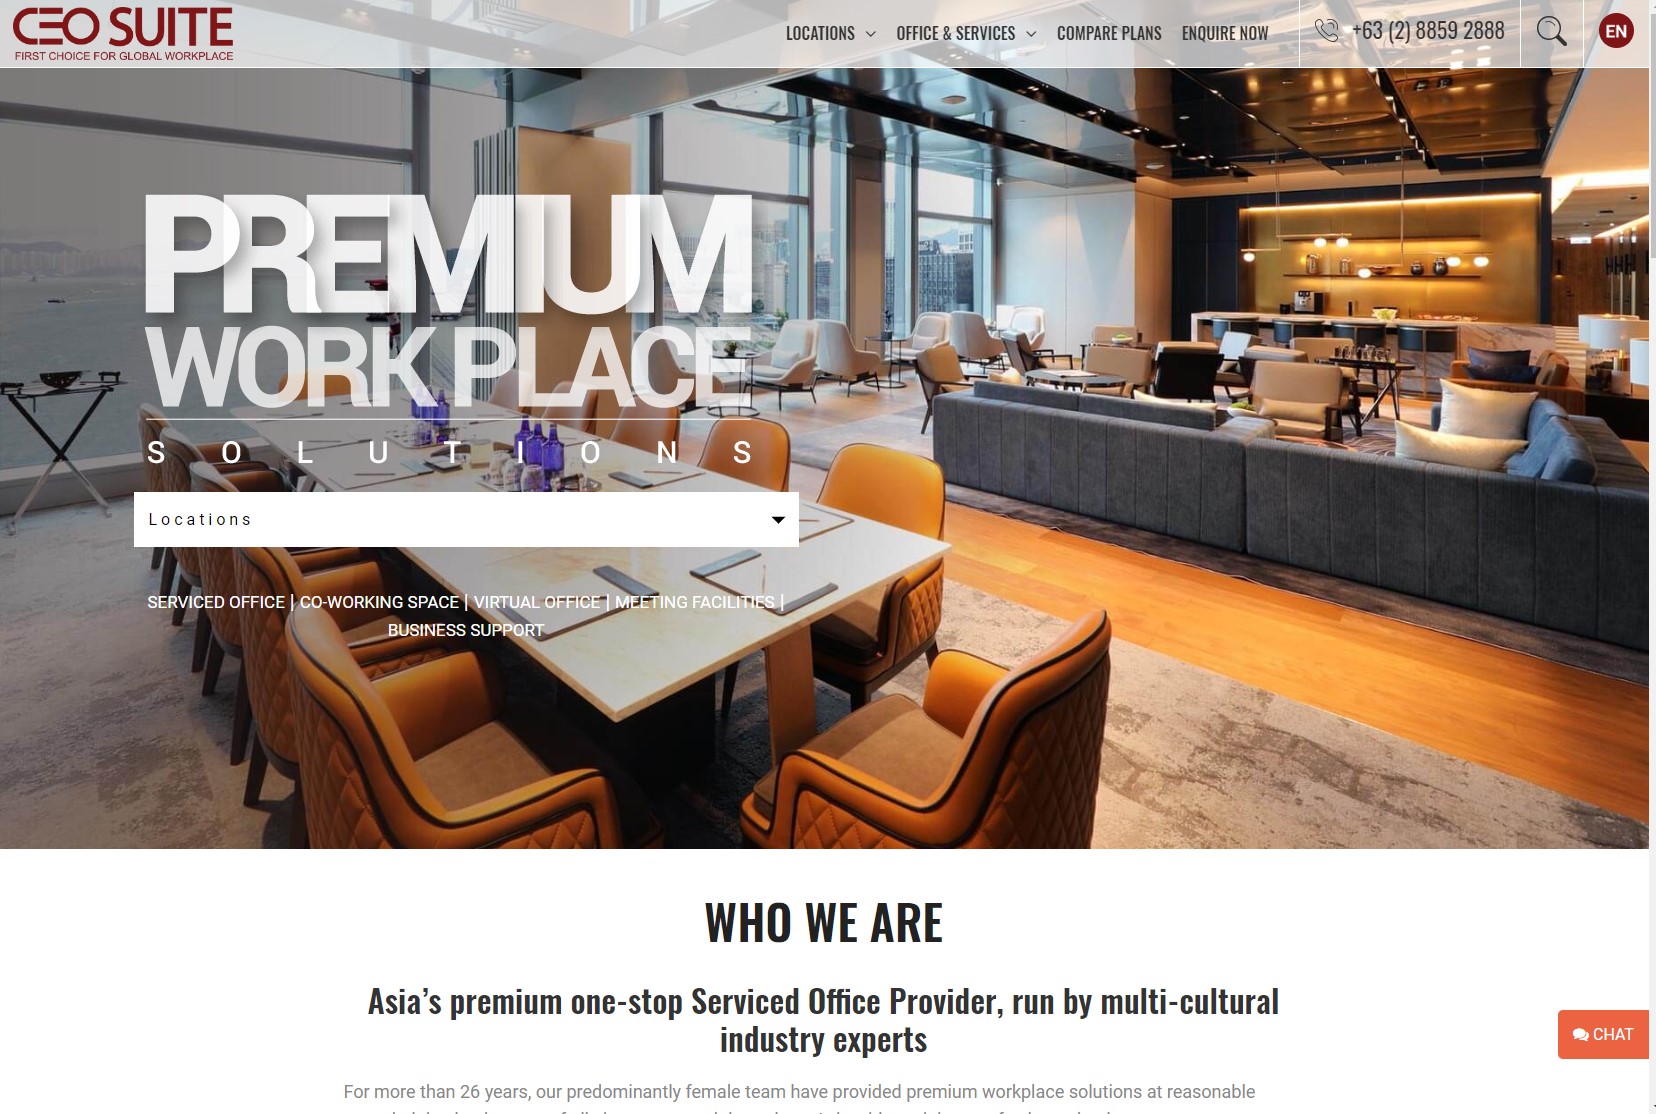 CEO SUITE
FIRST CHOICE FOR GLOBAL WORKPLACE
LOCATIONS
OFFICE & SERVICES
COMPARE PLANS
ENQUIRE NOW
+63 (2) 8859 2888
EN
PREMIUM
WORKPLACE
SOLUTIONS
Locations
SERVICED OFFICE | CO-WORKING SPACE | VIRTUAL OFFICE | MEETING FACILITIES |
BUSINESS SUPPORT
WHO WE ARE
Asia’s premium one-stop Serviced Office Provider, run by multi-cultural
industry experts
CHAT
For more than 26 years, our predominantly female team have provided premium workplace solutions at reasonable